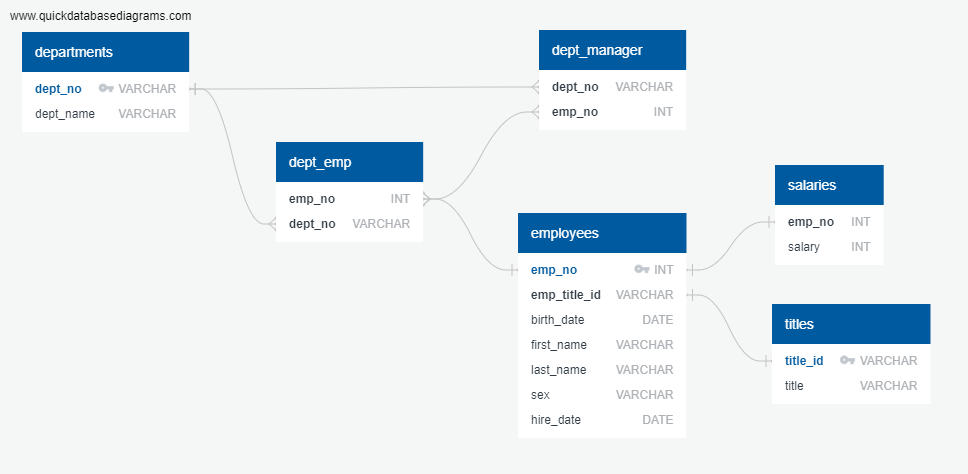 www.quickdatabasediagrams.com
departments
dept_no VARCHAR
dept_name VARCHAR
dept_manager
dept_no VARCHAR
emp_no INT
dept_emp
emp_no INT
dept_no VARCHAR
employees
emp_no INT
emp_title_id VARCHAR
birth_date DATE
first_name VARCHAR
last_name VARCHAR
sex VARCHAR
hire_date DATE
salaries
emp_no INT
salary INT
titles
title_id VARCHAR
title VARCHAR